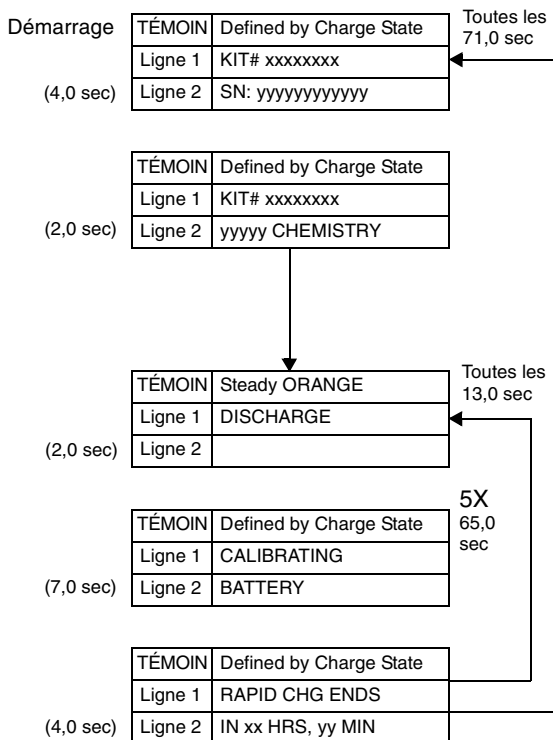 Démarrage
TÉMOIN Defined by Charge State
Toutes les
71,0 sec
Ligne 1 KIT# xxxxxxxx
(4,0 sec) Ligne 2 SN: yyyyyyyyyyyy
TÉMOIN Defined by Charge State
Ligne 1 KIT# xxxxxxxx
(2,0 sec) Ligne 2 yyyyy CHEMISTRY
TÉMOIN Steady ORANGE
Toutes les
13,0 sec
Ligne 1 DISCHARGE
(2,0 sec) Ligne 2
5X
65,0
sec
TÉMOIN Defined by Charge State
Ligne 1 CALIBRATING
(7,0 sec) Ligne 2 BATTERY
TÉMOIN Defined by Charge State
Ligne 1 RAPID CHG ENDS
(4,0 sec) Ligne 2 IN xx HRS, yy MIN